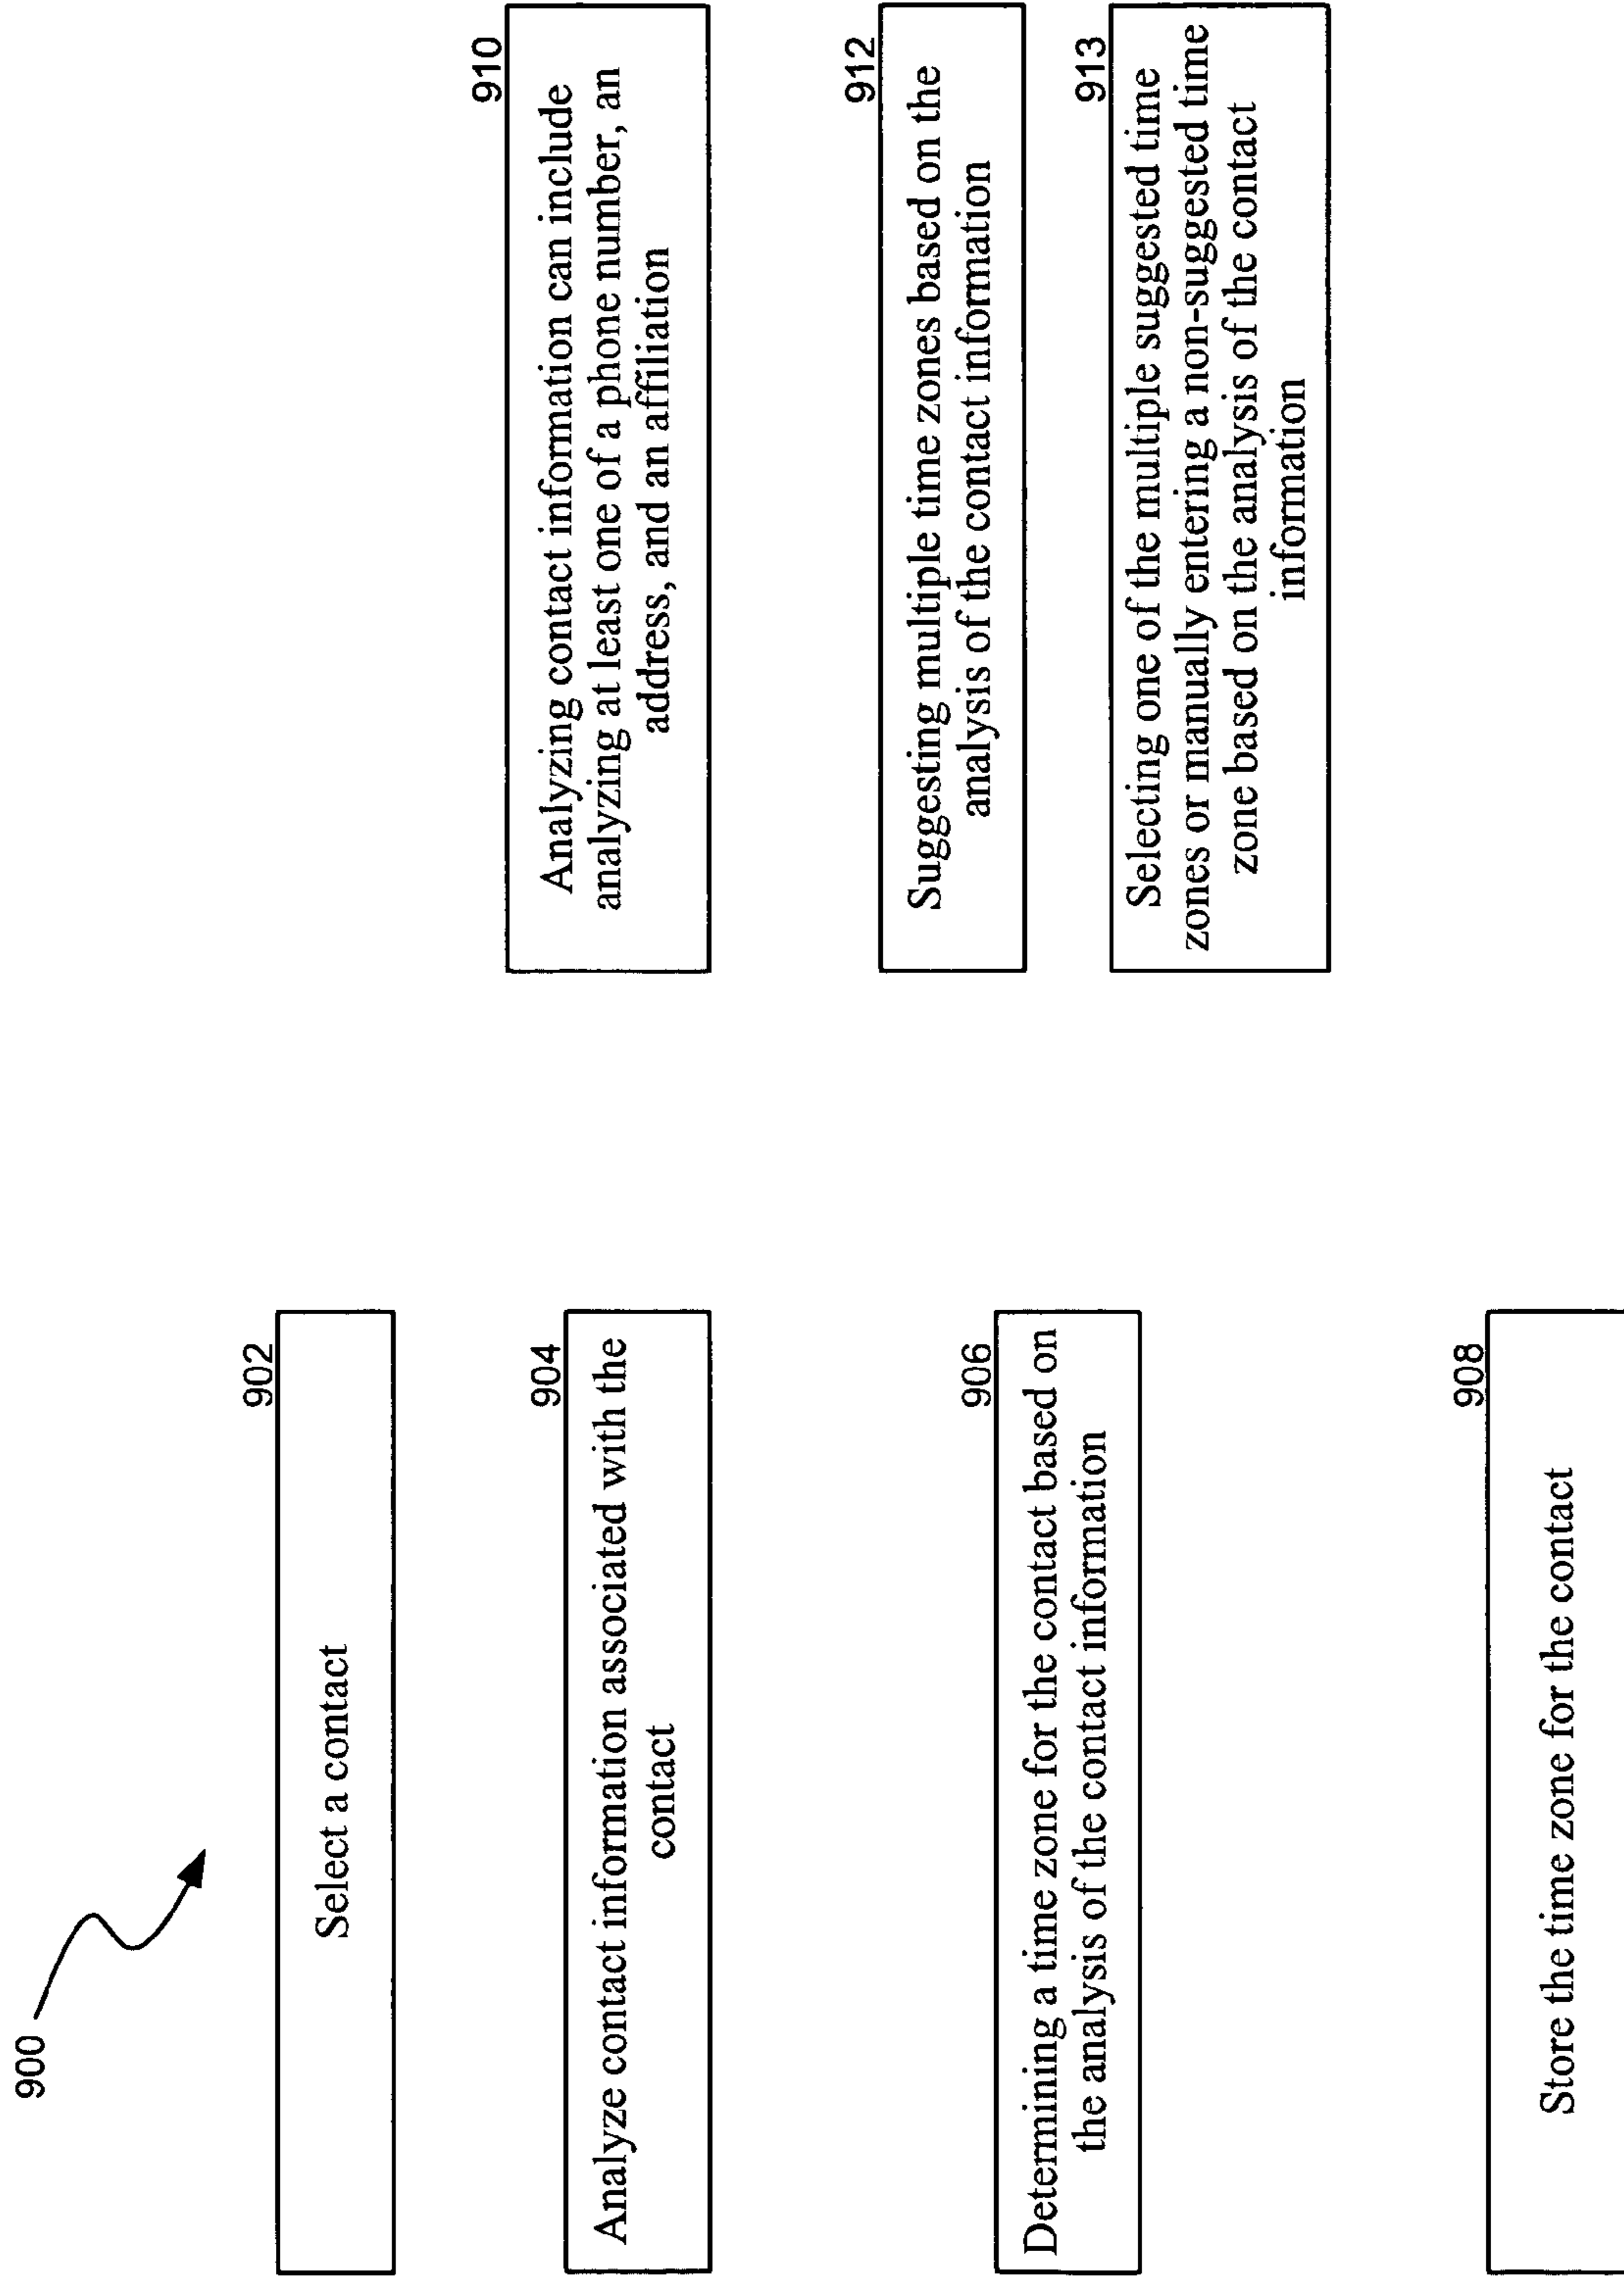 900
902
Select a contact
904
Analyze contact information associated with the
contact
906
Determining a time zone for the contact based on
the analysis of the contact information
908
Store the time zone for the contact
910
Analyzing contact information can include
analyzing at least one of a phone number, an
address, and an affiliation
912
Suggesting multiple time zones based on the
analysis of the contact information
913
Selecting one of the multiple suggested time
zones or manually entering a non-suggested time
zone based on the analysis of the contact
information